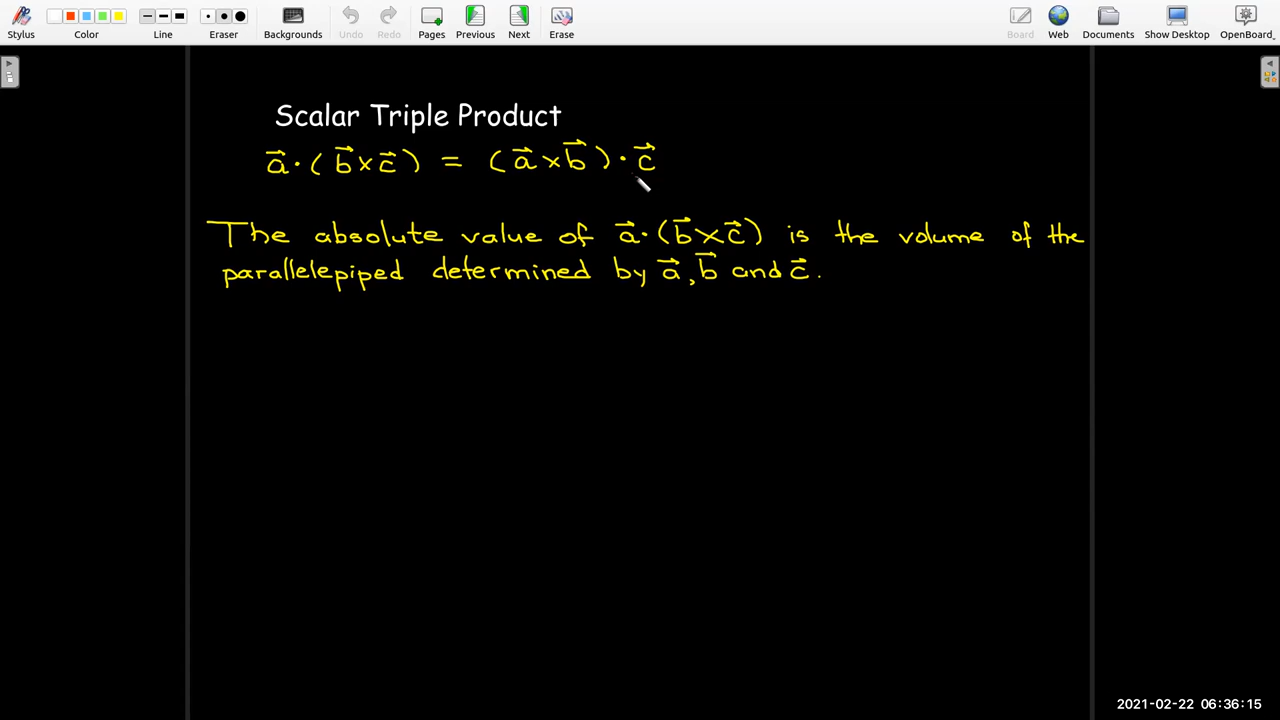 Stylus Color Line Eraser Backgrounds Undo Redo Pages Previous Next Erase Board Web Documents Show Desktop OpenBoard
Scalar Triple Product
a⃗·(b⃗×c⃗) = (a⃗×b⃗)·c⃗
The absolute value of a⃗·(b⃗×c⃗) is the volume of the
parallelepiped determined by a⃗, b⃗ and c⃗.
2021-02-22 06:36:15